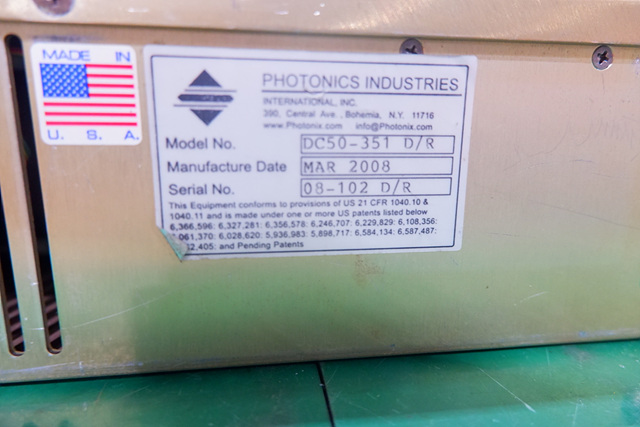 MADE IN
U. S. A.
PHOTONICS INDUSTRIES
INTERNATIONAL, INC.
390, Central Ave., Bohemia, N.Y. 11716
www.Photonix.com info@Photonix.com
Model No. DC50-351 D/R
Manufacture Date MAR 2008
Serial No. 08-102 D/R
This Equipment conforms to provisions of US 21 CFR 1040.10 &
1040.11 and is made under one or more US patents listed below
6,366,596: 6,327,281: 6,356,578: 6,246,707: 6,229,829: 6,108,356:
,061,370: 6,028,620: 5,936,983: 5,898,717: 6,584,134: 6,587,487:
2,405: and Pending Patents